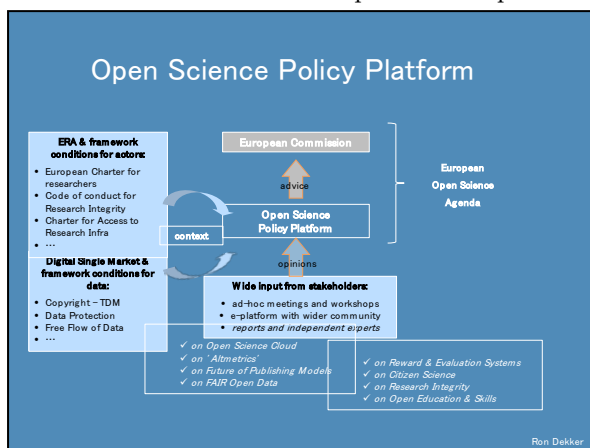 Open Science Policy Platform
ERA & framework
conditions for actors:
• European Charter for
researchers
• Code of conduct for
Research Integrity
• Charter for Access to
Research Infra
• …
Digital Single Market &
framework conditions for
data:
• Copyright – TDM
• Data Protection
• Free Flow of Data
• …
context
European Commission
advice
Open Science
Policy Platform
opinions
Wide input from stakeholders:
• ad-hoc meetings and workshops
• e-platform with wider community
• reports and independent experts
✓ on Open Science Cloud
✓ on 'Altmetrics'
✓ on Future of Publishing Models
✓ on FAIR Open Data
✓ on Reward & Evaluation Systems
✓ on Citizen Science
✓ on Research Integrity
✓ on Open Education & Skills
European
Open Science
Agenda
Ron Dekker